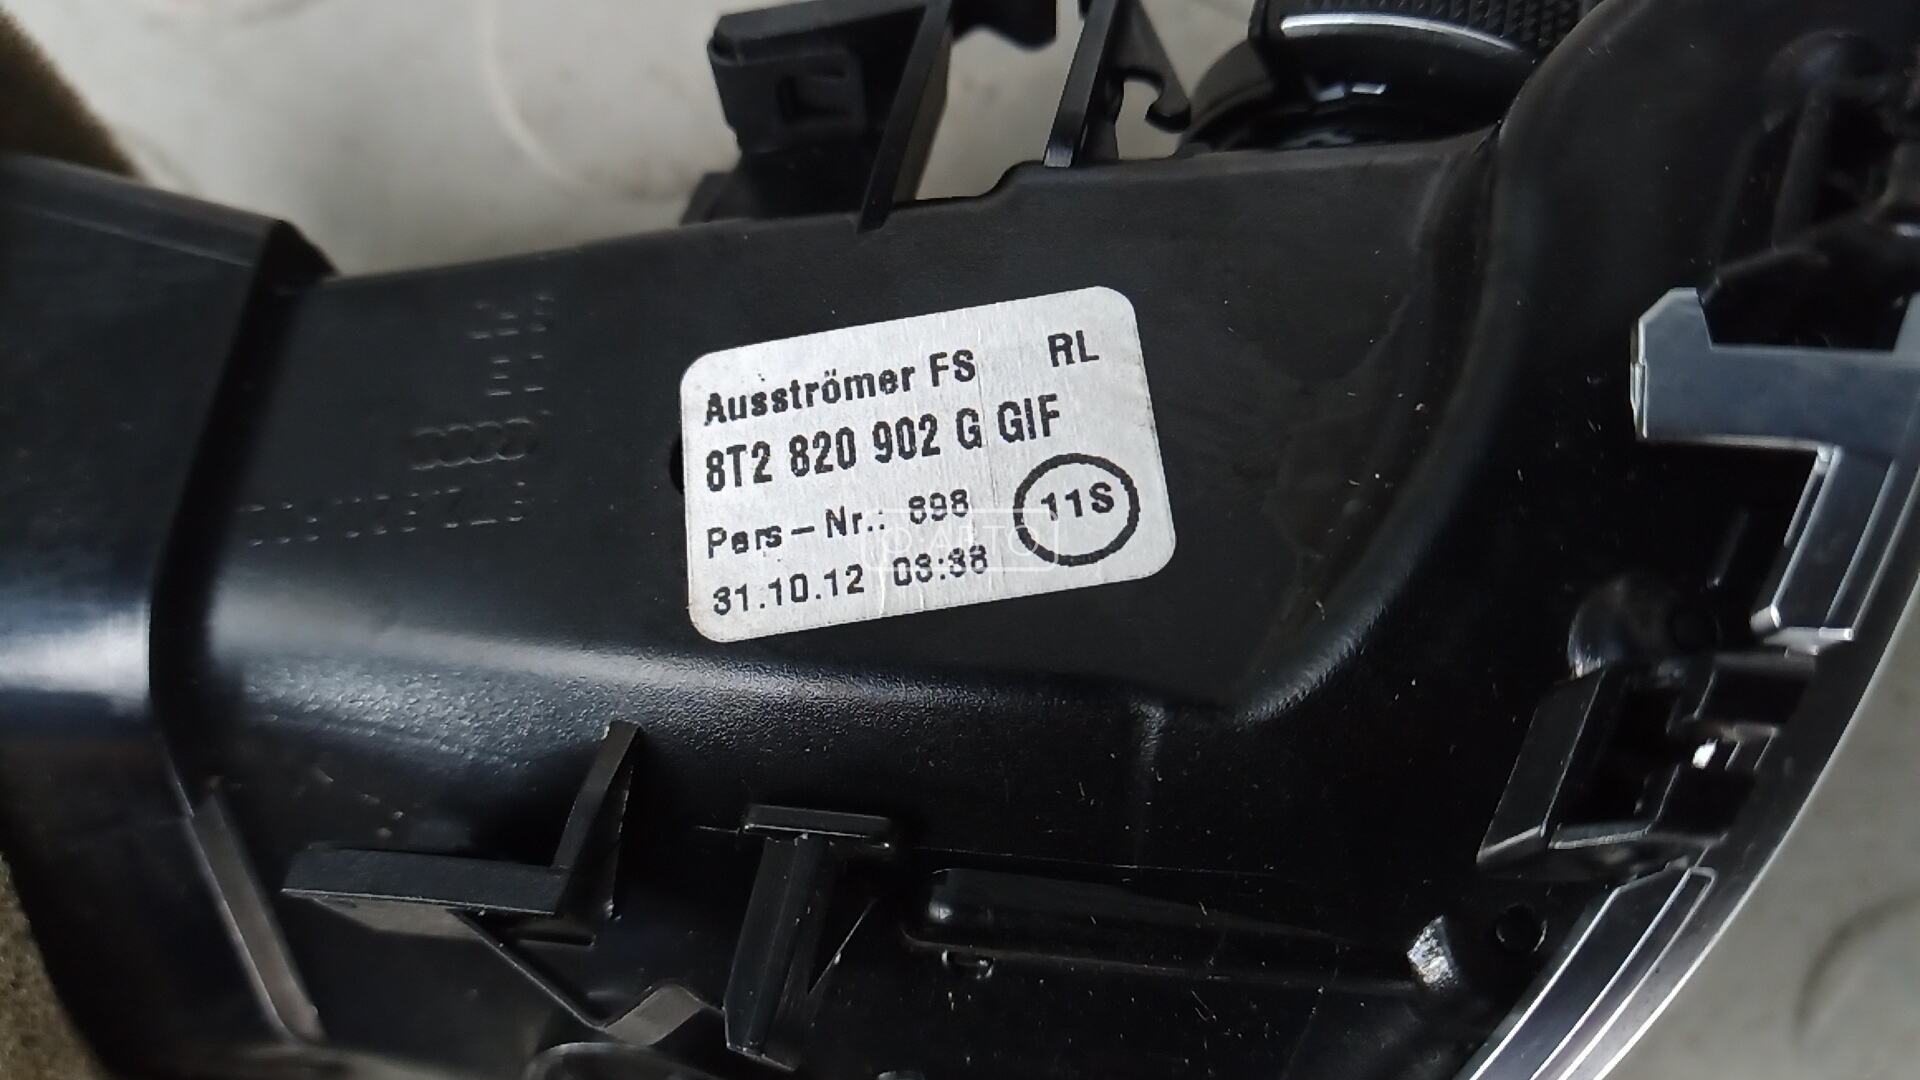 Ausströmer FS RL
8T2 820 902 G GIF
Pers-Nr.: 898 11S
31.10.12 03:38